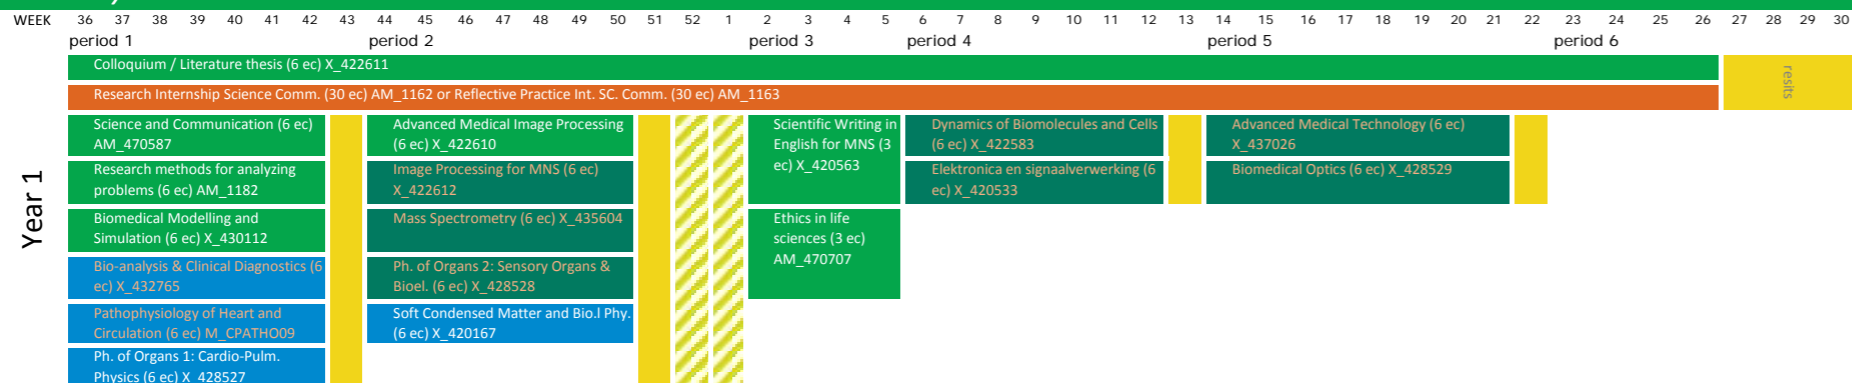 WEEK 36 37 38 39 40 41 42 43 44 45 46 47 48 49 50 51 52 1 2 3 4 5 6 7 8 9 10 11 12 13 14 15 16 17 18 19 20 21 22 23 24 25 26 27 28 29 30
period 1 period 2 period 3 period 4 period 5 period 6
Colloquium / Literature thesis (6 ec) X_422611
resits
Research Internship Science Comm. (30 ec) AM_1162 or Reflective Practice Int. SC. Comm. (30 ec) AM_1163
Year 1
Science and Communication (6 ec)
AM_470587
Research methods for analyzing
problems (6 ec) AM_1182
Biomedical Modelling and
Simulation (6 ec) X_430112
Bio-analysis & Clinical Diagnostics (6
ec) X_432765
Pathophysiology of Heart and
Circulation (6 ec) M_CPATHO09
Ph. of Organs 1: Cardio-Pulm.
Physics (6 ec) X_428527
Advanced Medical Image Processing
(6 ec) X_422610
Image Processing for MNS (6 ec)
X_422612
Mass Spectrometry (6 ec) X_435604
Ph. of Organs 2: Sensory Organs &
Bioel. (6 ec) X_428528
Soft Condensed Matter and Bio.l Phy.
(6 ec) X_420167
Scientific Writing in
English for MNS (3
ec) X_420563
Ethics in life
sciences (3 ec)
AM_470707
Dynamics of Biomolecules and Cells
(6 ec) X_422583
Elektronica en signaalverwerking (6
ec) X_420533
Advanced Medical Technology (6 ec)
X_437026
Biomedical Optics (6 ec) X_428529